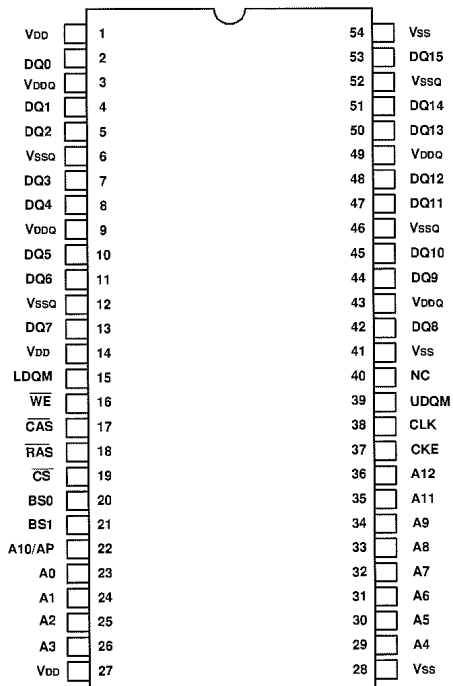 VDD 1 54 VSS
DQ0 2 53 DQ15
VDDQ 3 52 VSSQ
DQ1 4 51 DQ14
DQ2 5 50 DQ13
VSSQ 6 49 VDDQ
DQ3 7 48 DQ12
DQ4 8 47 DQ11
VDDQ 9 46 VSSQ
DQ5 10 45 DQ10
DQ6 11 44 DQ9
VSSQ 12 43 VDDQ
DQ7 13 42 DQ8
VDD 14 41 VSS
LDQM 15 40 NC
W̅E̅ 16 39 UDQM
C̅A̅S̅ 17 38 CLK
R̅A̅S̅ 18 37 CKE
C̅S̅ 19 36 A12
BS0 20 35 A11
BS1 21 34 A9
A10/AP 22 33 A8
A0 23 32 A7
A1 24 31 A6
A2 25 30 A5
A3 26 29 A4
VDD 27 28 VSS